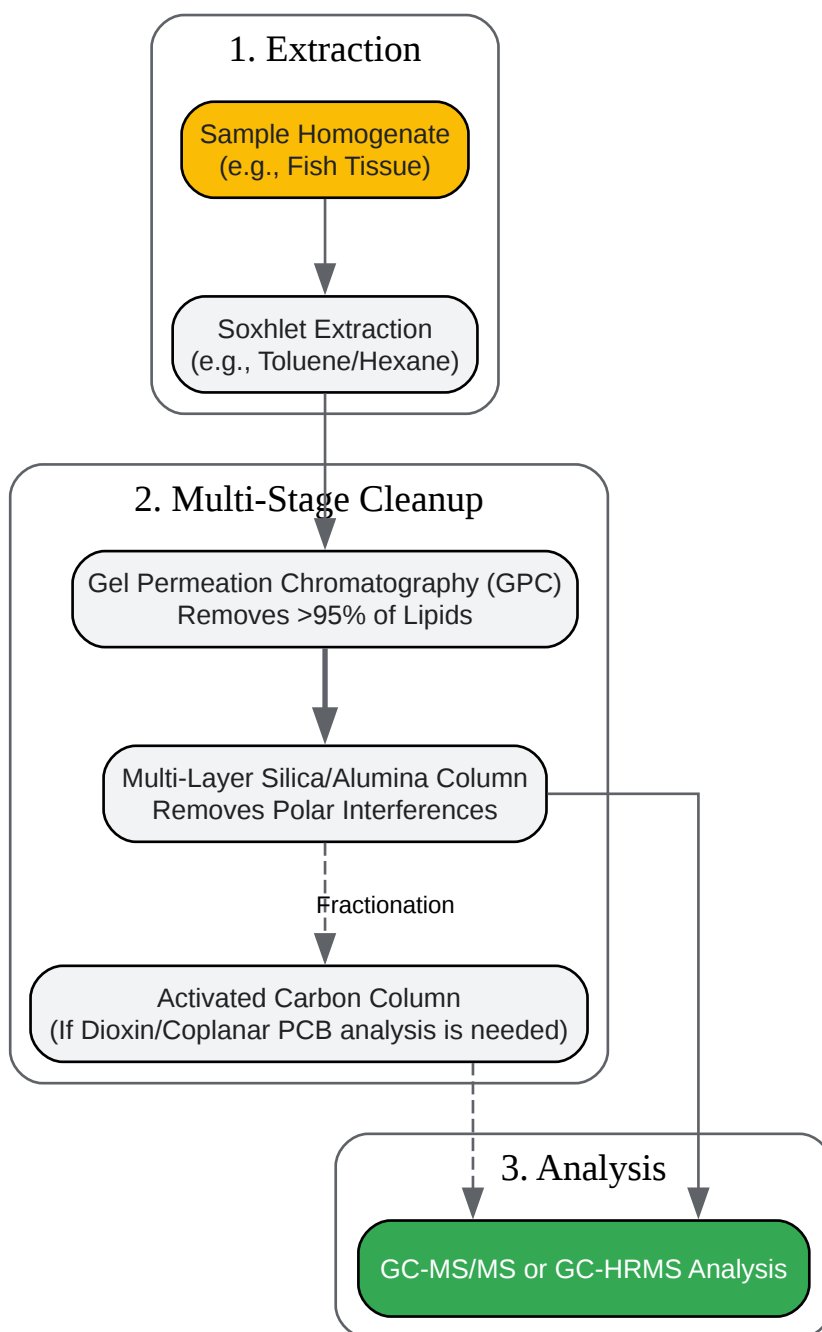 1. Extraction
Sample Homogenate
(e.g., Fish Tissue)
Soxhlet Extraction
(e.g., Toluene/Hexane)
2. Multi-Stage Cleanup
Gel Permeation Chromatography (GPC)
Removes >95% of Lipids
Multi-Layer Silica/Alumina Column
Removes Polar Interferences
Fractionation
Activated Carbon Column
(If Dioxin/Coplanar PCB analysis is needed)
3. Analysis
GC-MS/MS or GC-HRMS Analysis